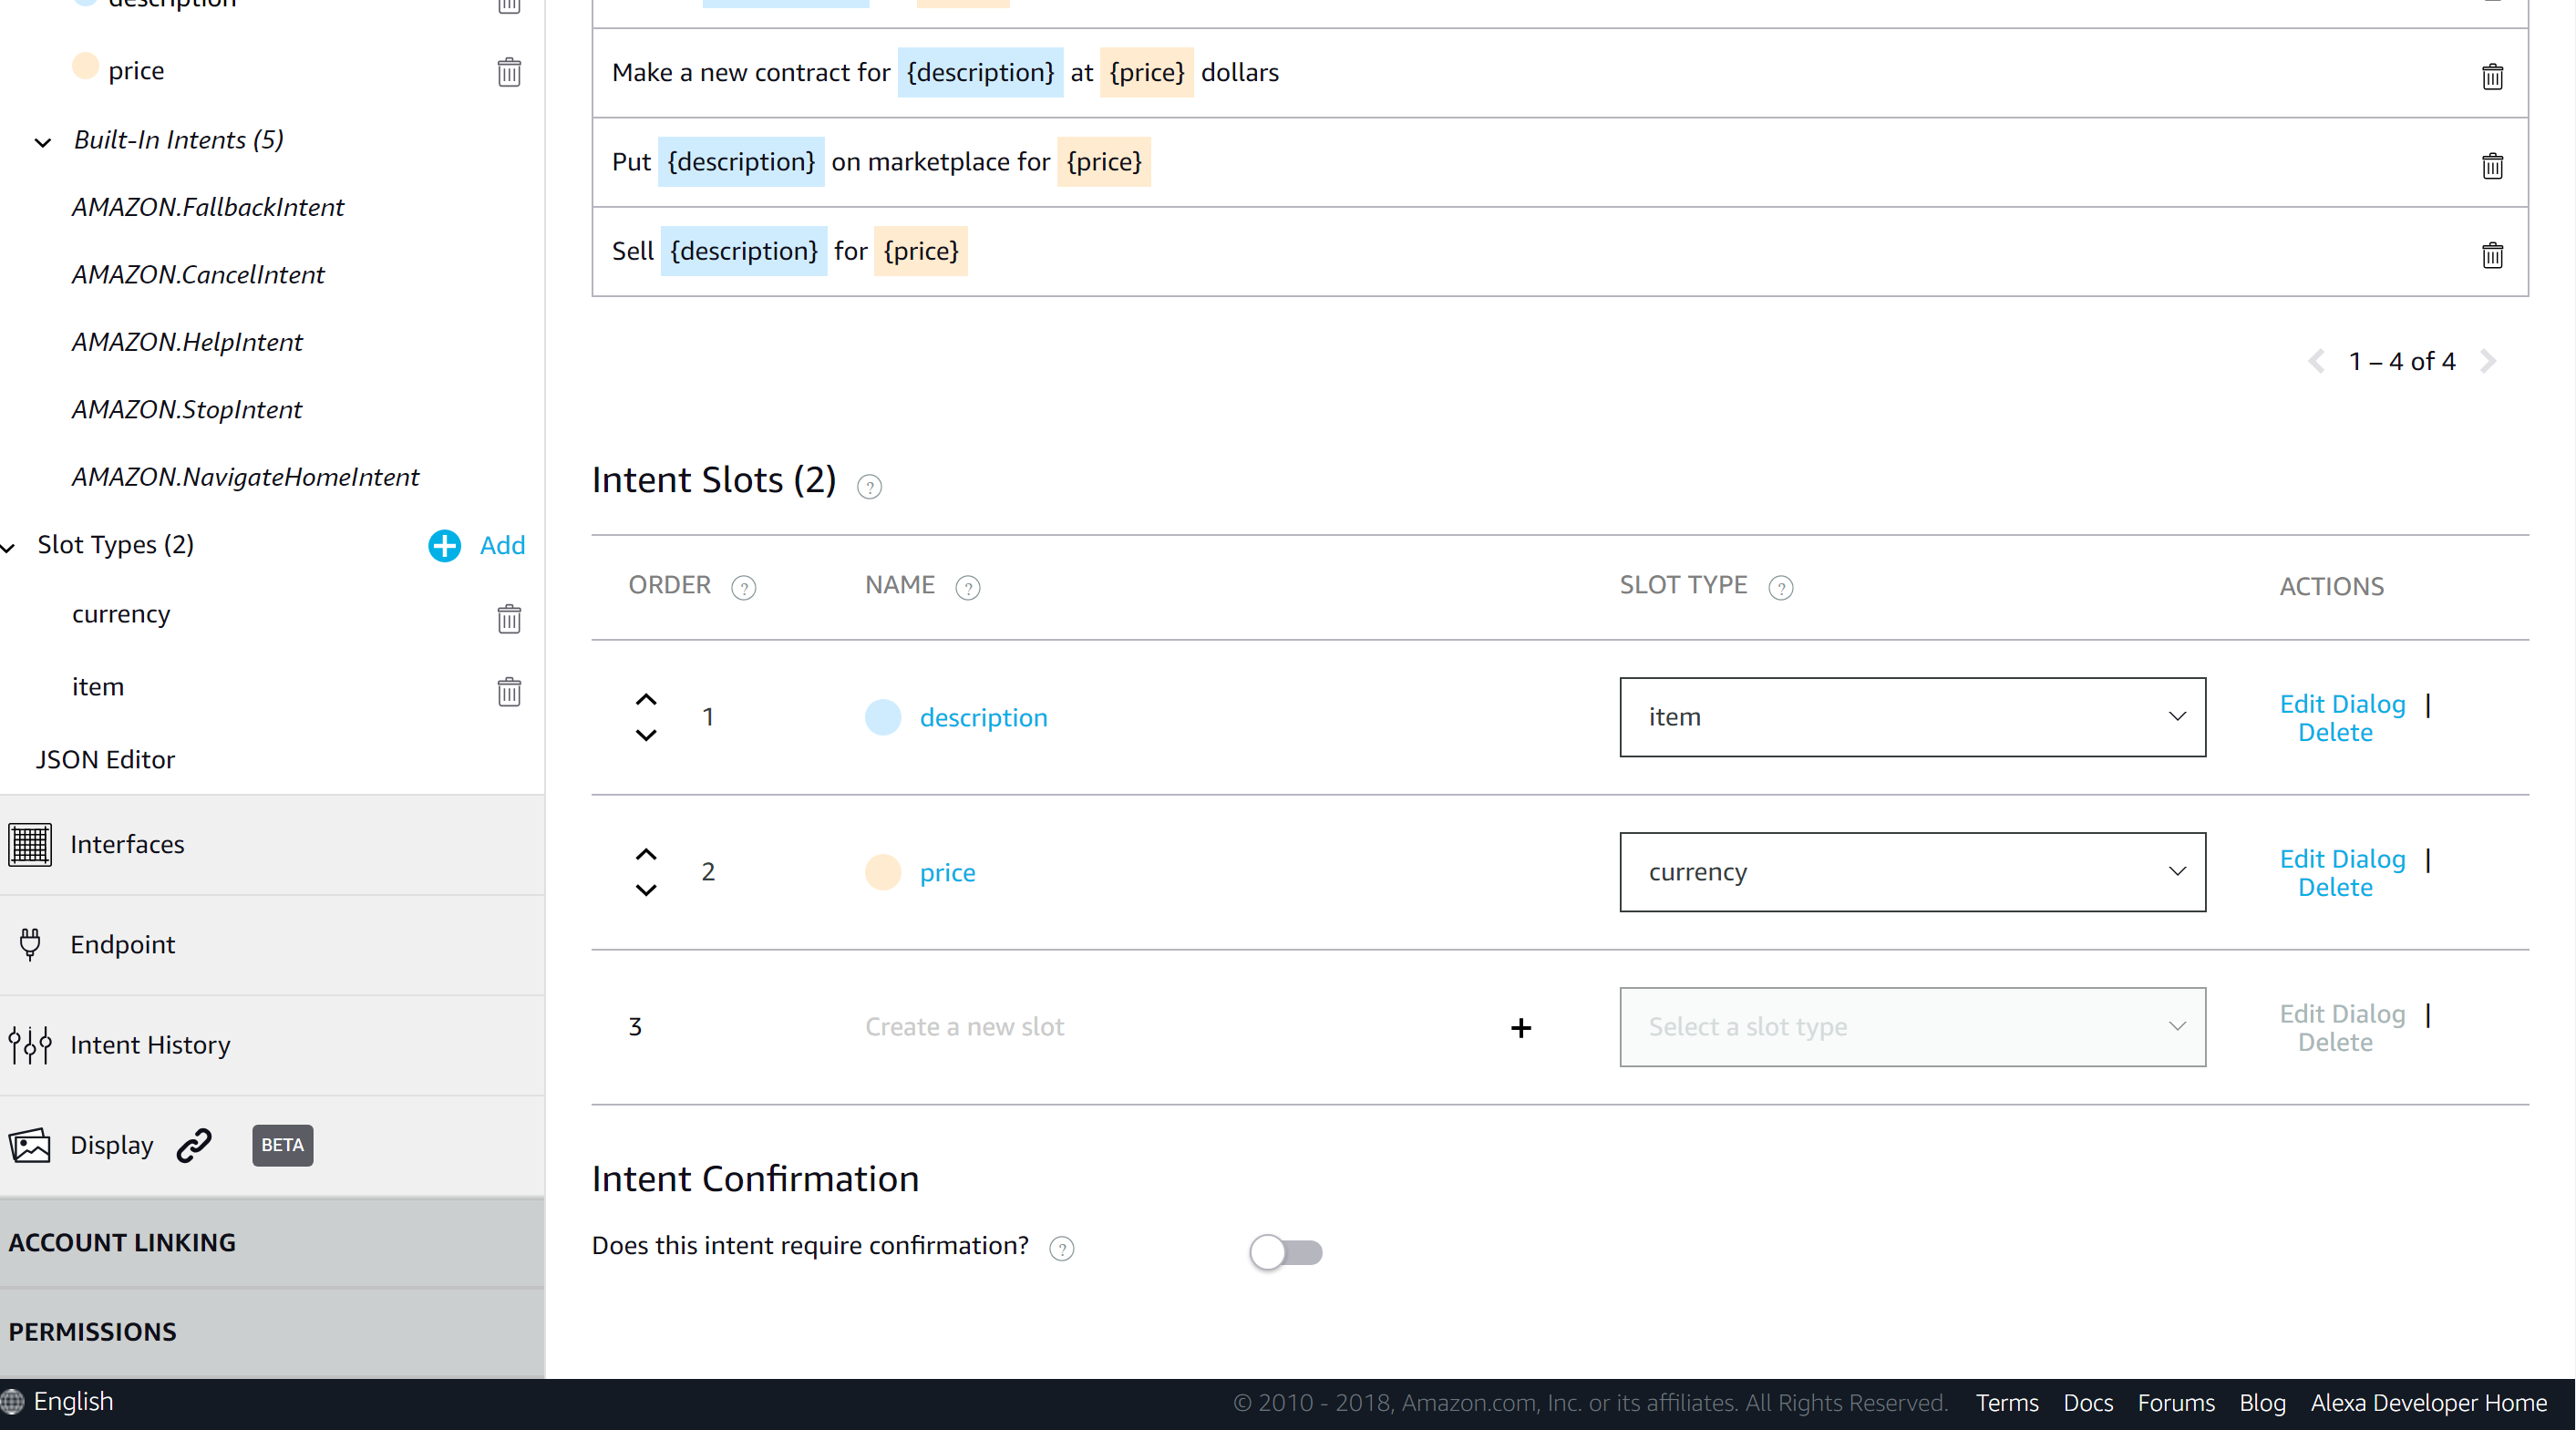 description
price
Built-In Intents (5)
AMAZON.FallbackIntent
AMAZON.CancelIntent
AMAZON.HelpIntent
AMAZON.StopIntent
AMAZON.NavigateHomeIntent
Slot Types (2)
Add
currency
item
JSON Editor
Interfaces
Endpoint
Intent History
Display BETA
ACCOUNT LINKING
PERMISSIONS
Make a new contract for {description} at {price} dollars
Put {description} on marketplace for {price}
Sell {description} for {price}
1 – 4 of 4
Intent Slots (2) ?
ORDER ? NAME ? SLOT TYPE ? ACTIONS
1 description item Edit Dialog |
Delete
2 price currency Edit Dialog |
Delete
3 Create a new slot + Select a slot type Edit Dialog |
Delete
Intent Confirmation
Does this intent require confirmation? ?
English
© 2010 - 2018, Amazon.com, Inc. or its affiliates. All Rights Reserved. Terms Docs Forums Blog Alexa Developer Home